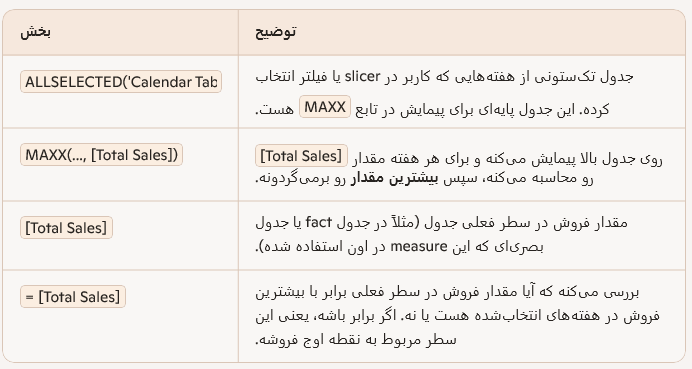 بخش
توضیح
ALLSELECTED('Calendar Tab
جدول تک‌ستونی از هفته‌هایی که کاربر در slicer یا فیلتر انتخاب
کرده. این جدول پایه‌ای برای پیمایش در تابع MAXX هست.
MAXX(..., [Total Sales])
روی جدول بالا پیمایش می‌کنه و برای هر هفته مقدار [Total Sales]
رو محاسبه می‌کنه، سپس بیشترین مقدار رو برمی‌گردونه.
[Total Sales]
مقدار فروش در سطر فعلی جدول (مثلاً در جدول fact یا جدول
بصری‌ای که این measure در اون استفاده شده).
= [Total Sales]
بررسی می‌کنه که آیا مقدار فروش در سطر فعلی برابر با بیشترین
فروش در هفته‌های انتخاب‌شده هست یا نه. اگر برابر باشه، یعنی این
سطر مربوط به نقطه اوج فروشه.